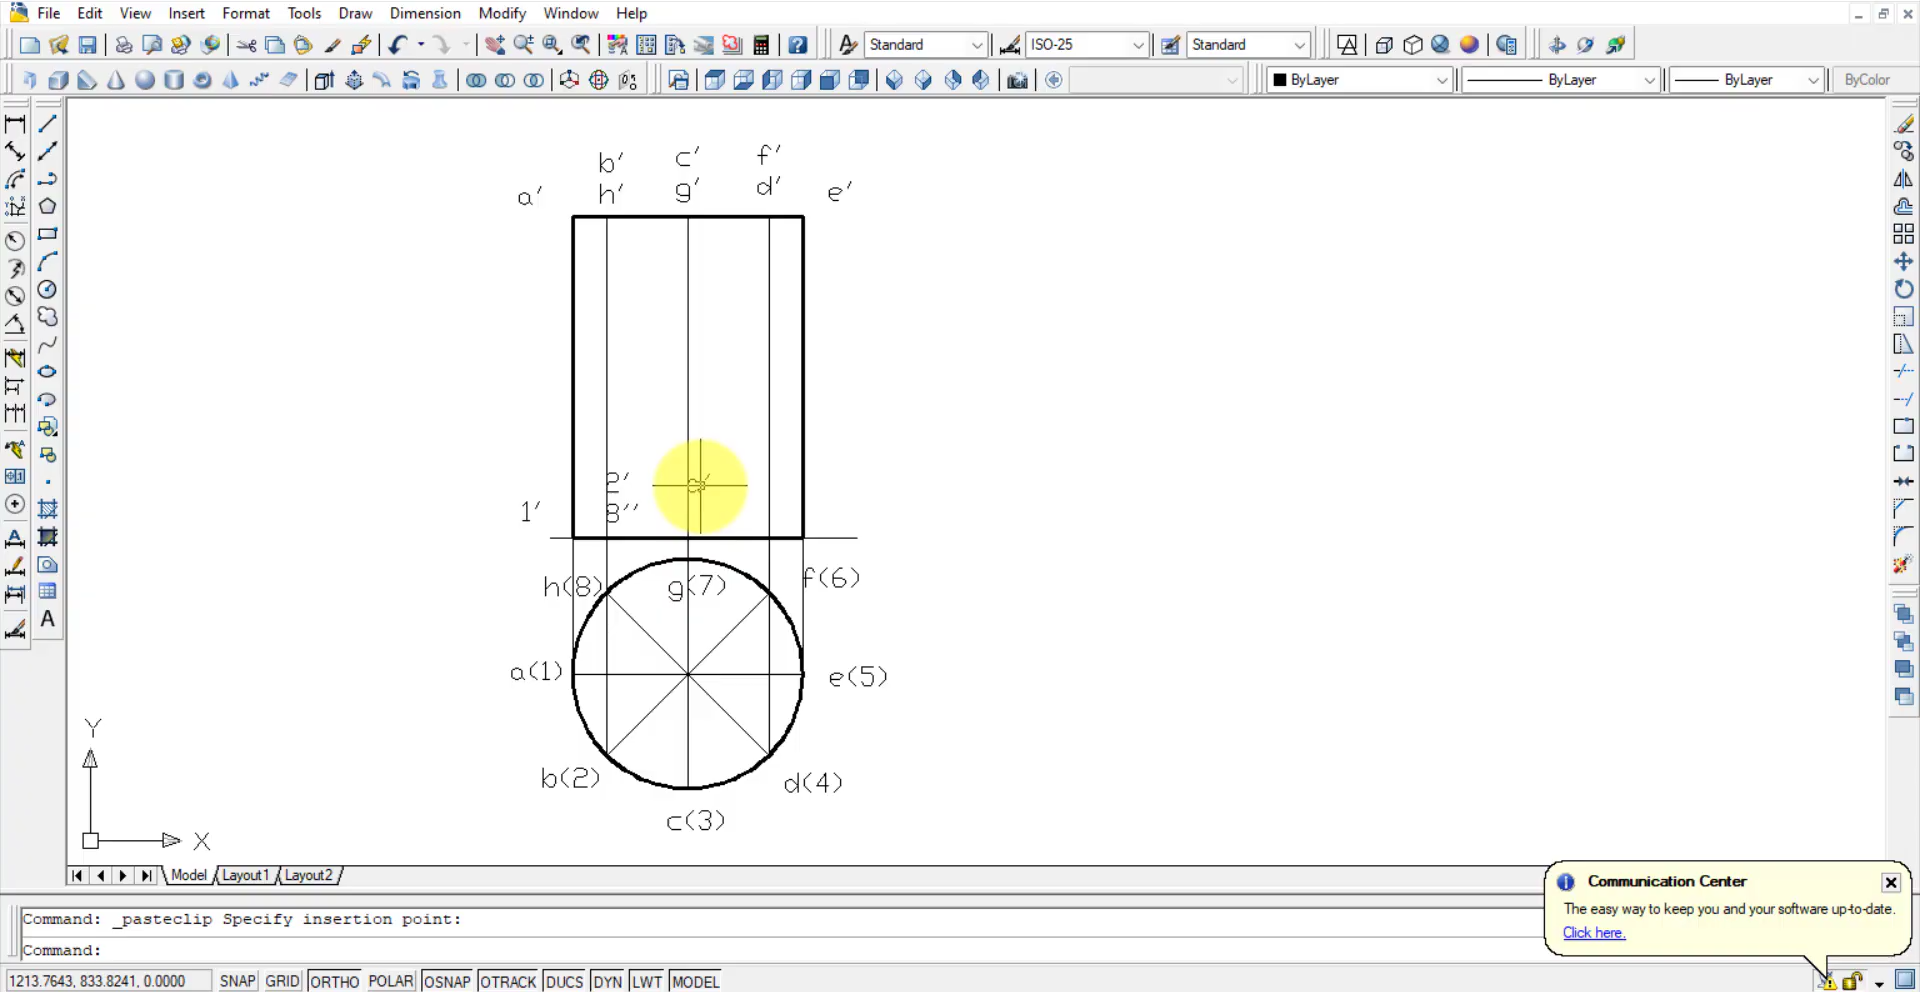 File Edit View Insert Format Tools Draw Dimension Modify Window Help
Standard ISO-25 Standard
ByLayer ByLayer ByLayer ByColor
b' c' f'
a' h' g' d' e'
2'
1' 8''
h(8) g(7) f(6)
a(1) e(5)
b(2) d(4)
c(3)
Y
X
Model Layout1 Layout2
Communication Center
The easy way to keep you and your software up-to-date.
Click here.
Command: _pasteclip Specify insertion point:
Command:
1213.7643, 833.8241, 0.0000 SNAP GRID ORTHO POLAR OSNAP OTRACK DUCS DYN LWT MODEL